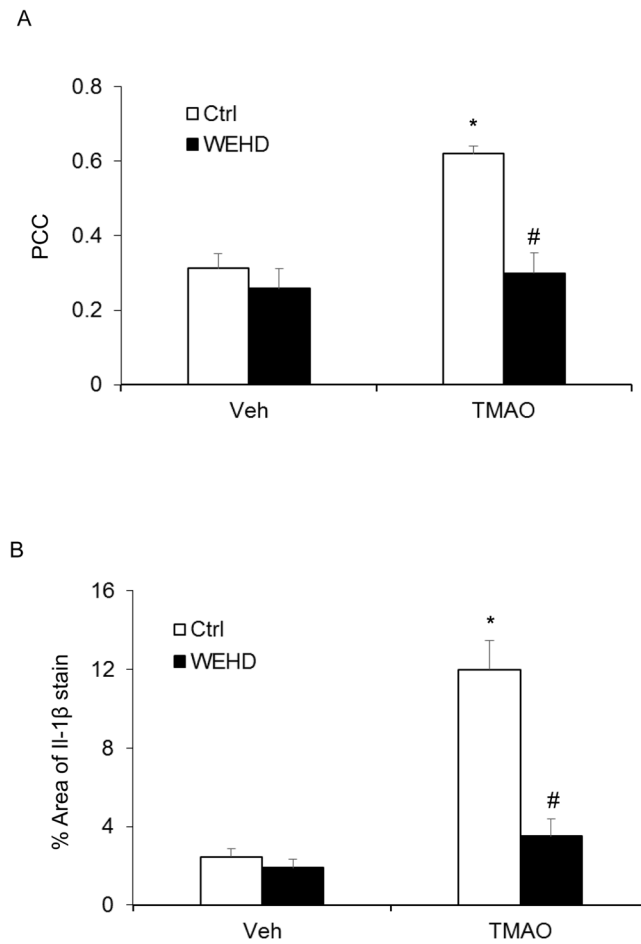 A
0.8
0.6
0.4
0.2
0
PCC
Ctrl
WEHD
*
#
Veh
TMAO
B
16
12
8
4
0
% Area of Il-1β stain
Ctrl
WEHD
*
#
Veh
TMAO